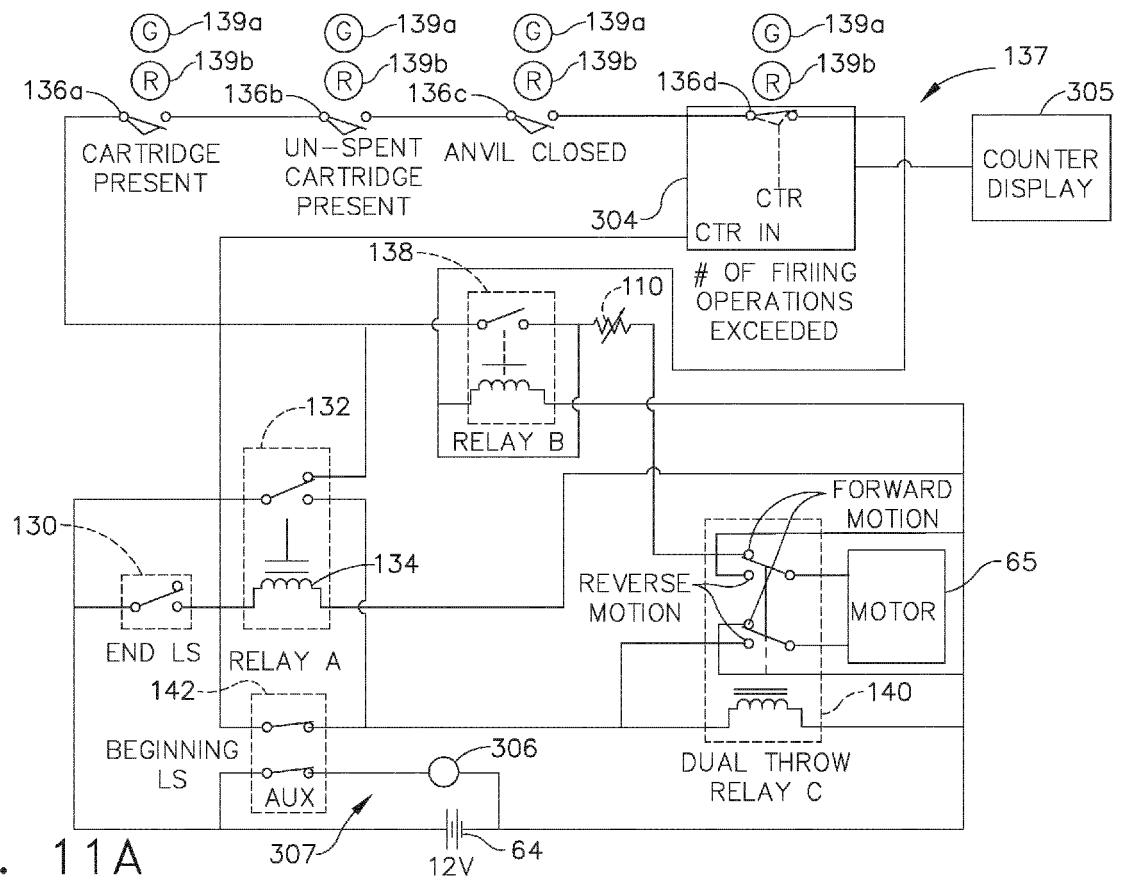 G 139a G 139a G 139a G 139a
R 139b R 139b R 139b R 139b
137
136a 136b 136c 136d
305
CARTRIDGE
PRESENT
UN-SPENT
CARTRIDGE
PRESENT
ANVIL CLOSED
COUNTER
DISPLAY
CTR
304
CTR IN
# OF FIRIING
OPERATIONS
EXCEEDED
138
110
RELAY B
132
FORWARD
MOTION
130
134
REVERSE
MOTION
65
MOTOR
END LS
RELAY A
142
140
BEGINNING
LS
AUX
306
DUAL THROW
RELAY C
307
64
12V
. 11A